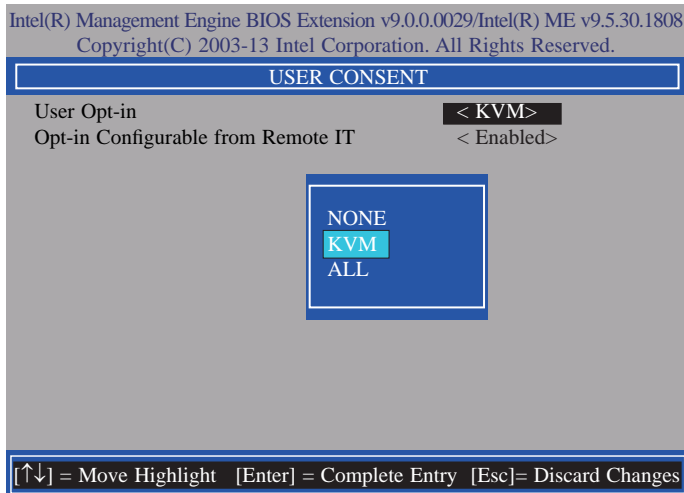 Intel(R) Management Engine BIOS Extension v9.0.0.0029/Intel(R) ME v9.5.30.1808
Copyright(C) 2003-13 Intel Corporation. All Rights Reserved.
USER CONSENT
User Opt-in < KVM>
Opt-in Configurable from Remote IT < Enabled>
NONE
KVM
ALL
[↑↓] = Move Highlight [Enter] = Complete Entry [Esc]= Discard Changes